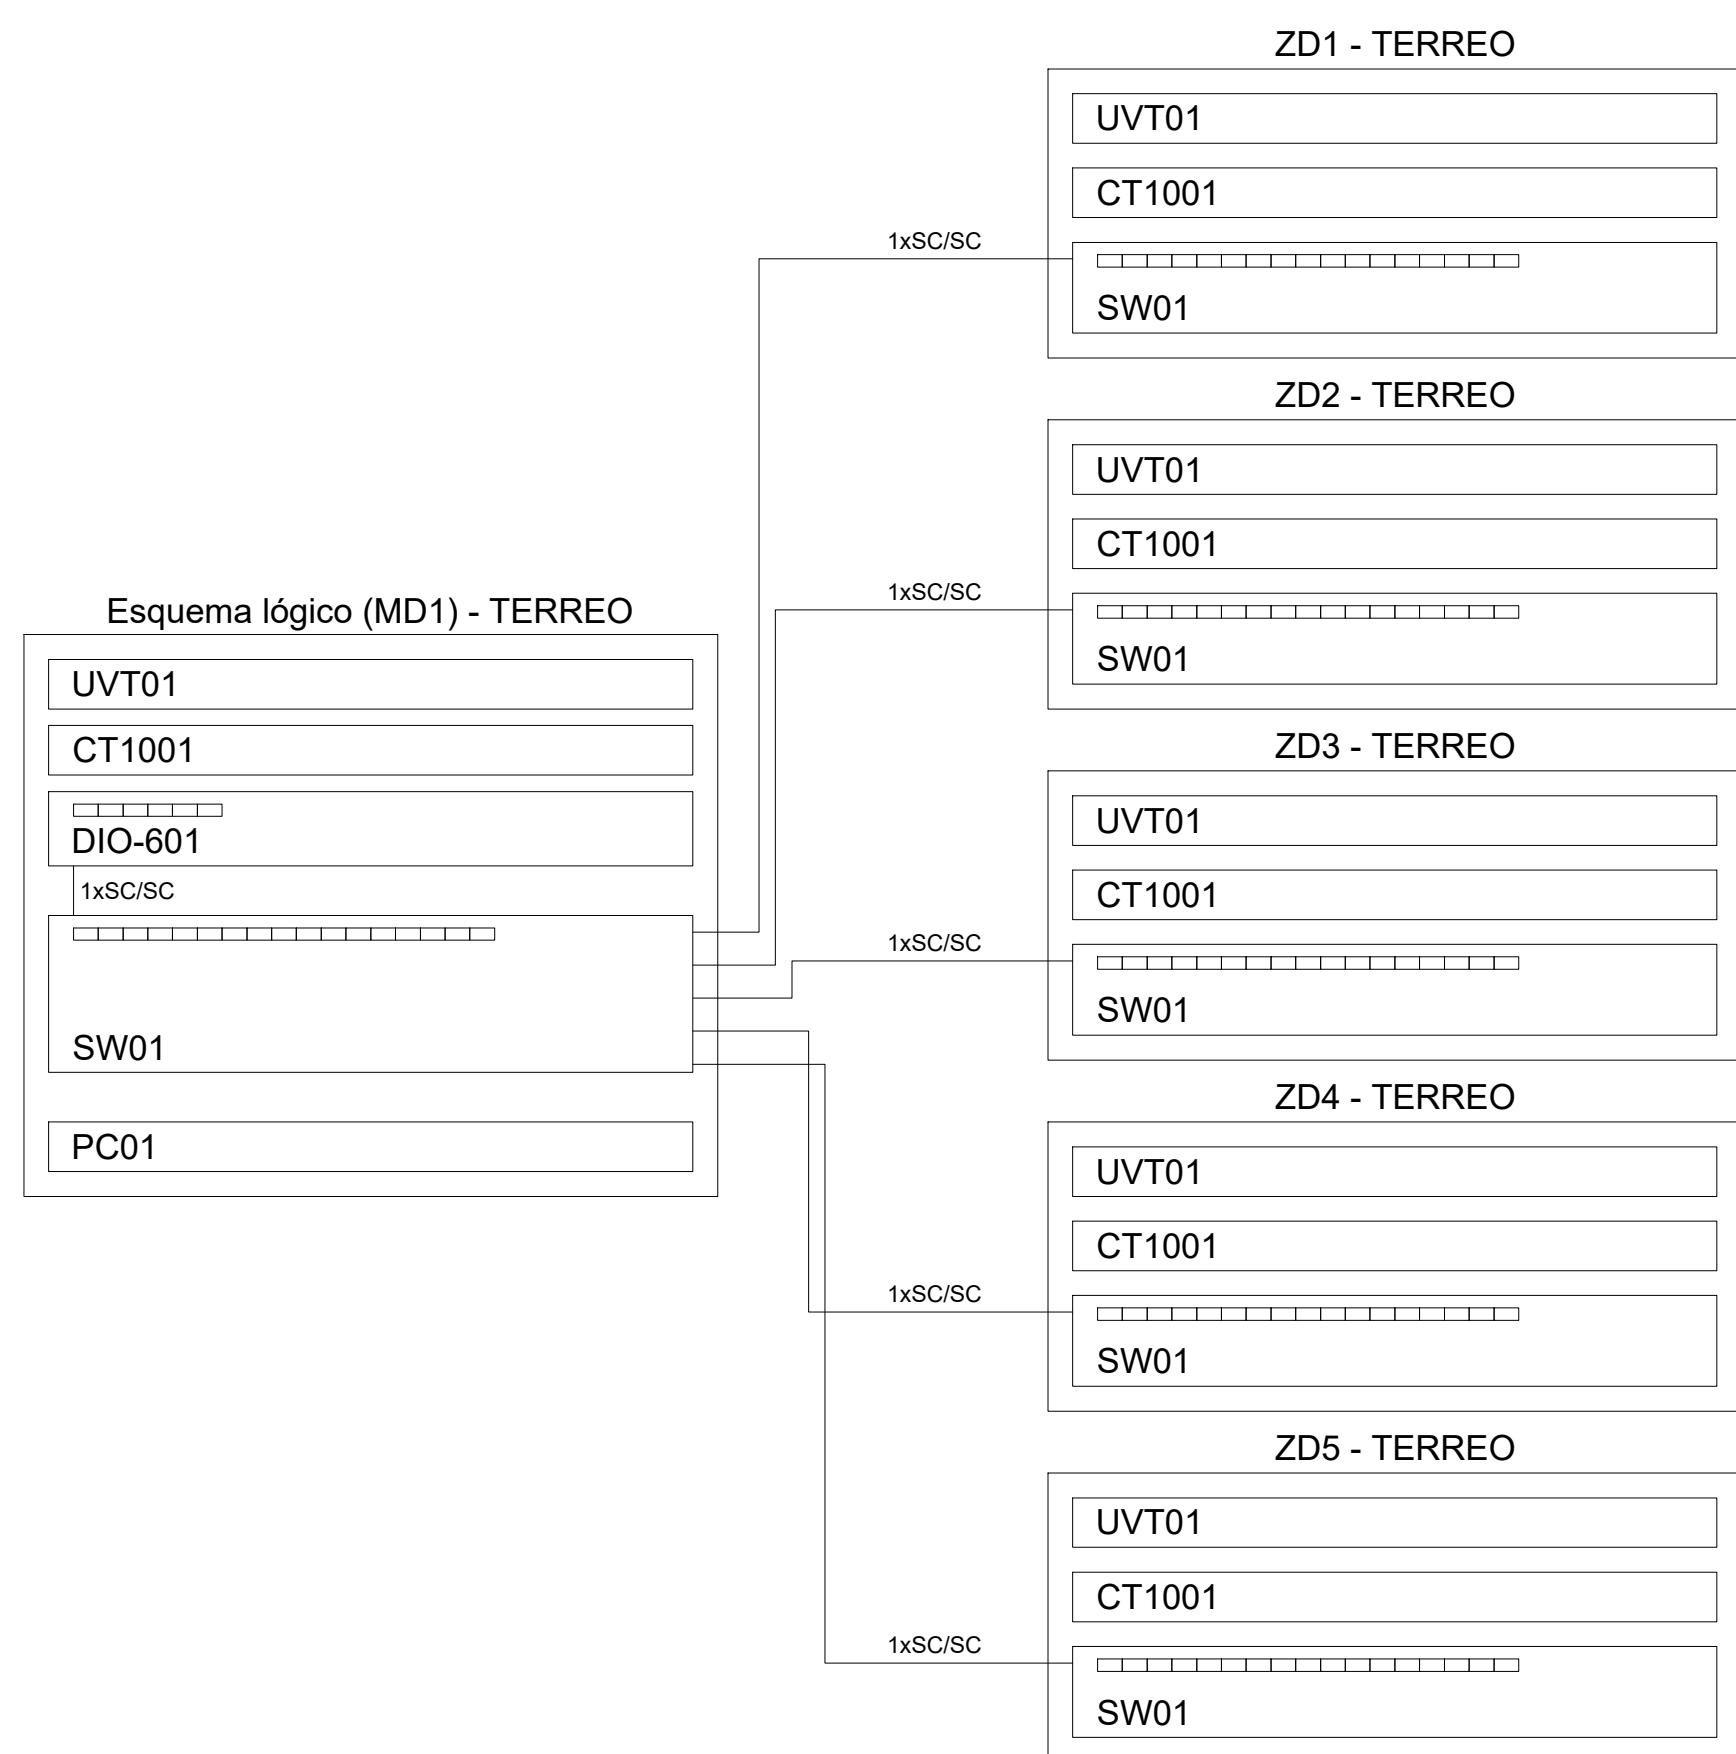 Esquema lógico (MD1) - TERREO
UVT01
CT1001
DIO-601
1xSC/SC
SW01
PC01
ZD1 - TERREO
UVT01
CT1001
1xSC/SC
SW01
ZD2 - TERREO
UVT01
CT1001
1xSC/SC
SW01
ZD3 - TERREO
UVT01
CT1001
1xSC/SC
SW01
ZD4 - TERREO
UVT01
CT1001
1xSC/SC
SW01
ZD5 - TERREO
UVT01
CT1001
1xSC/SC
SW01